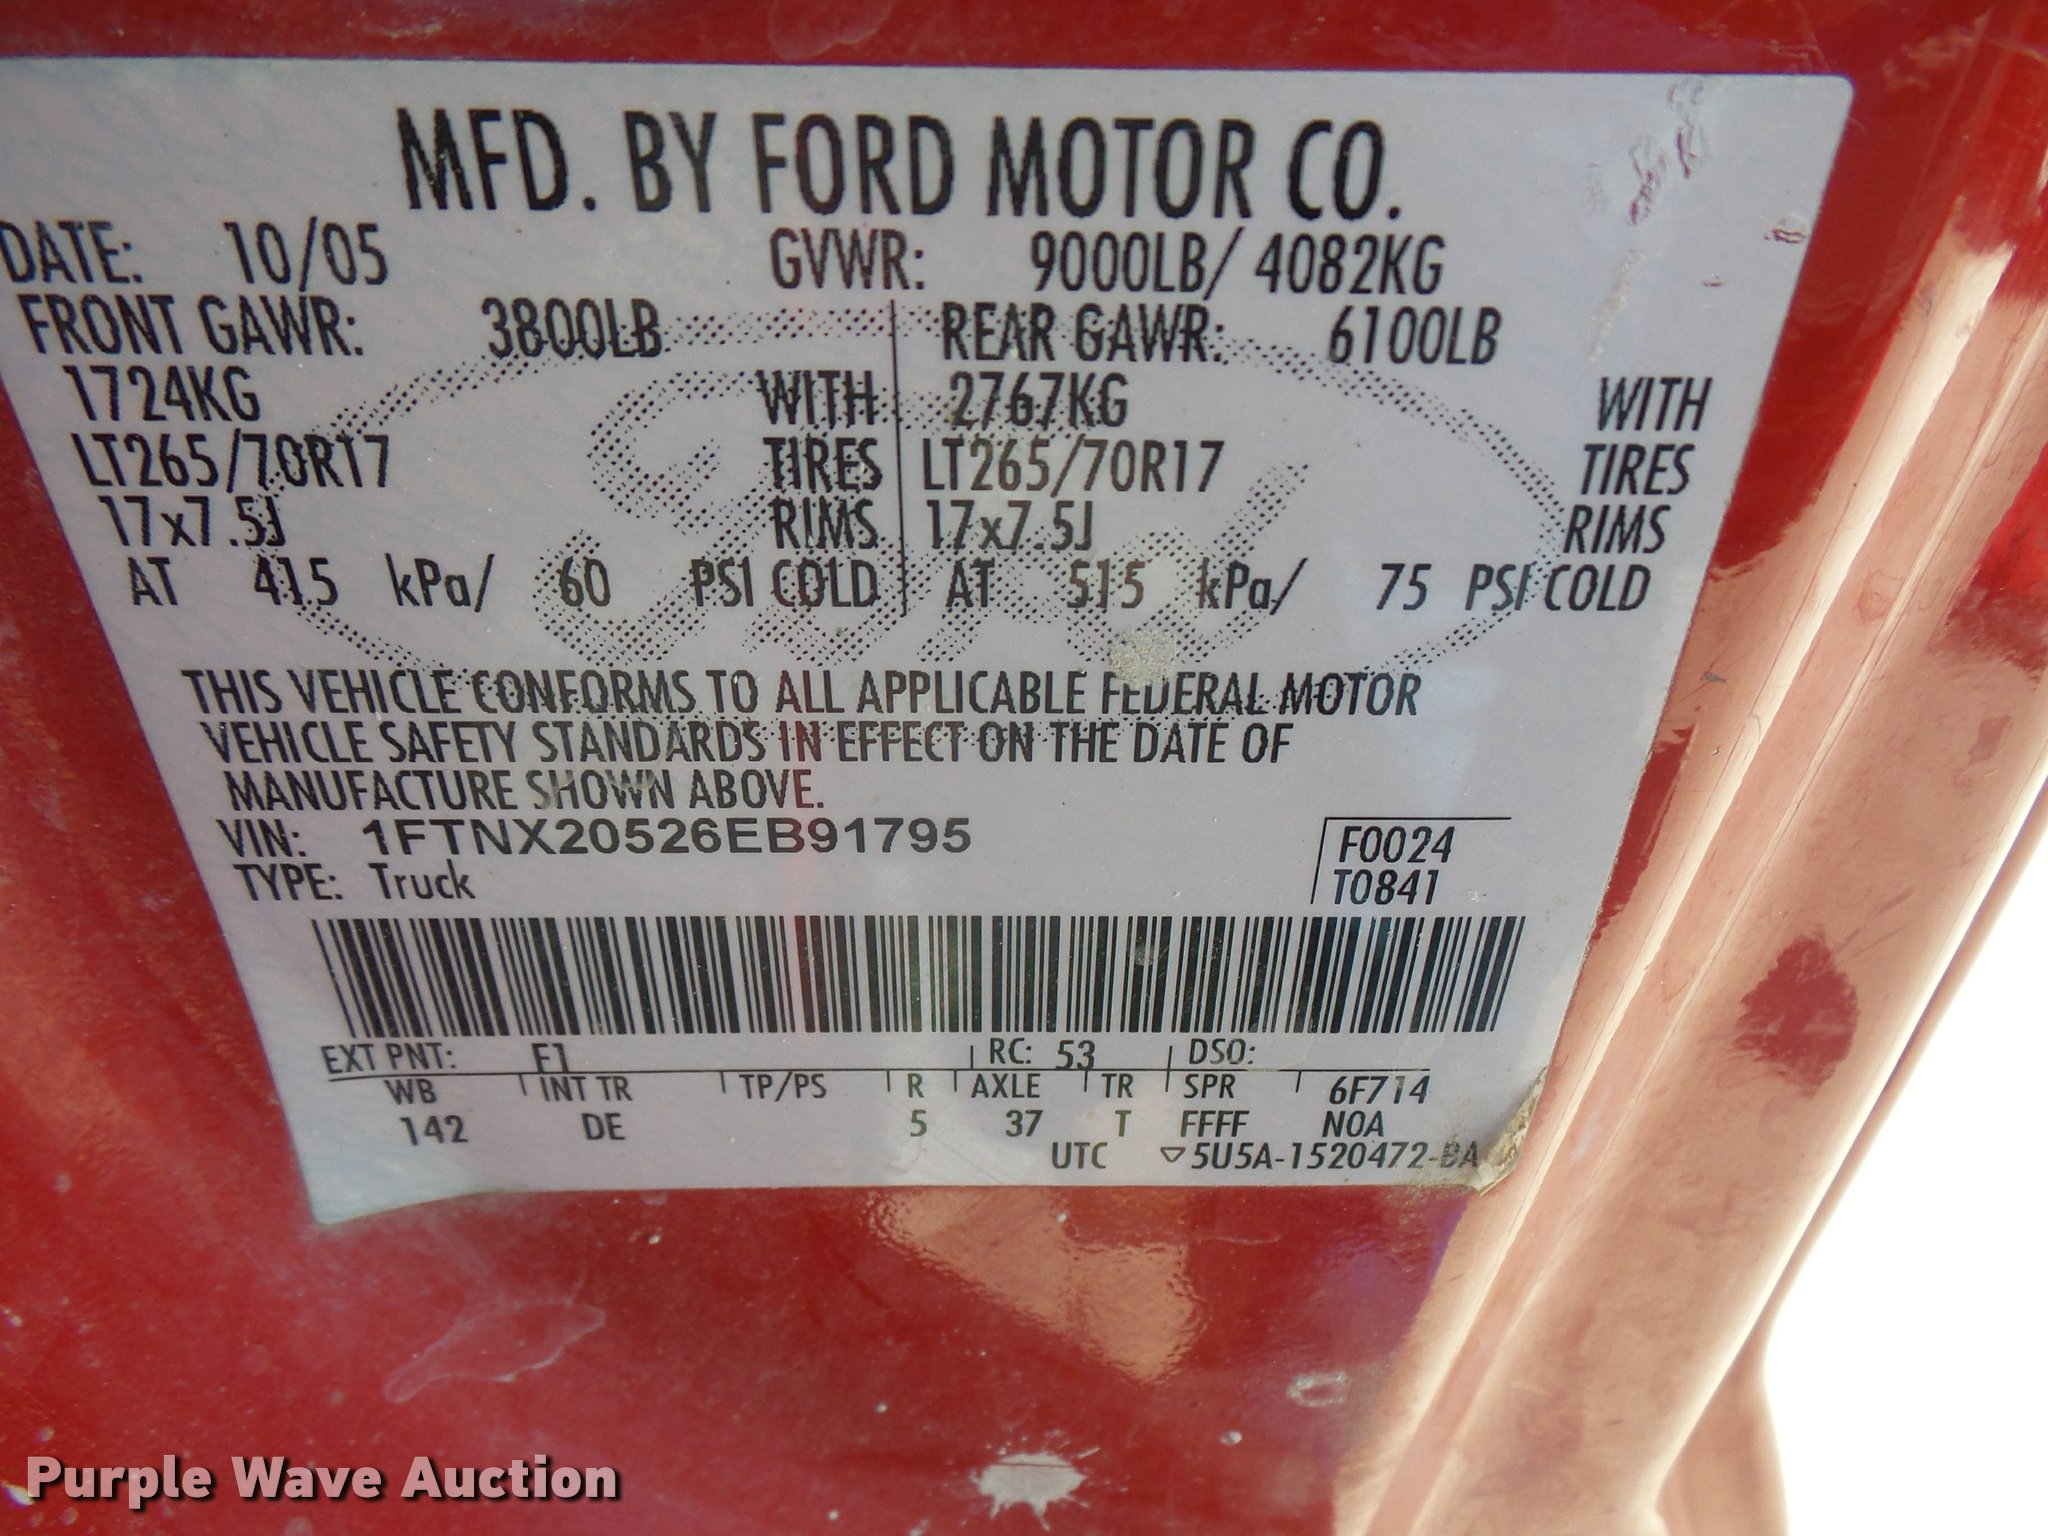 MFD. BY FORD MOTOR CO.
DATE: 10/05 GVWR: 9000LB/ 4082KG
FRONT GAWR: 3800LB REAR GAWR: 6100LB
1724KG WITH 2767KG WITH
LT265/70R17 TIRES LT265/70R17 TIRES
17x7.5J RIMS 17x7.5J RIMS
AT 415 kPa/ 60 PSI COLD AT 515 kPa/ 75 PSI COLD
THIS VEHICLE CONFORMS TO ALL APPLICABLE FEDERAL MOTOR
VEHICLE SAFETY STANDARDS IN EFFECT ON THE DATE OF
MANUFACTURE SHOWN ABOVE.
VIN: 1FTNX20526EB91795 F0024
TYPE: Truck T0841
EXT PNT: F1 RC: 53 DSO:
WB INT TR TP/PS R AXLE TR SPR 6F714
142 DE 5 37 T FFFF NOA
UTC ▽5U5A-1520472-BA
Purple Wave Auction